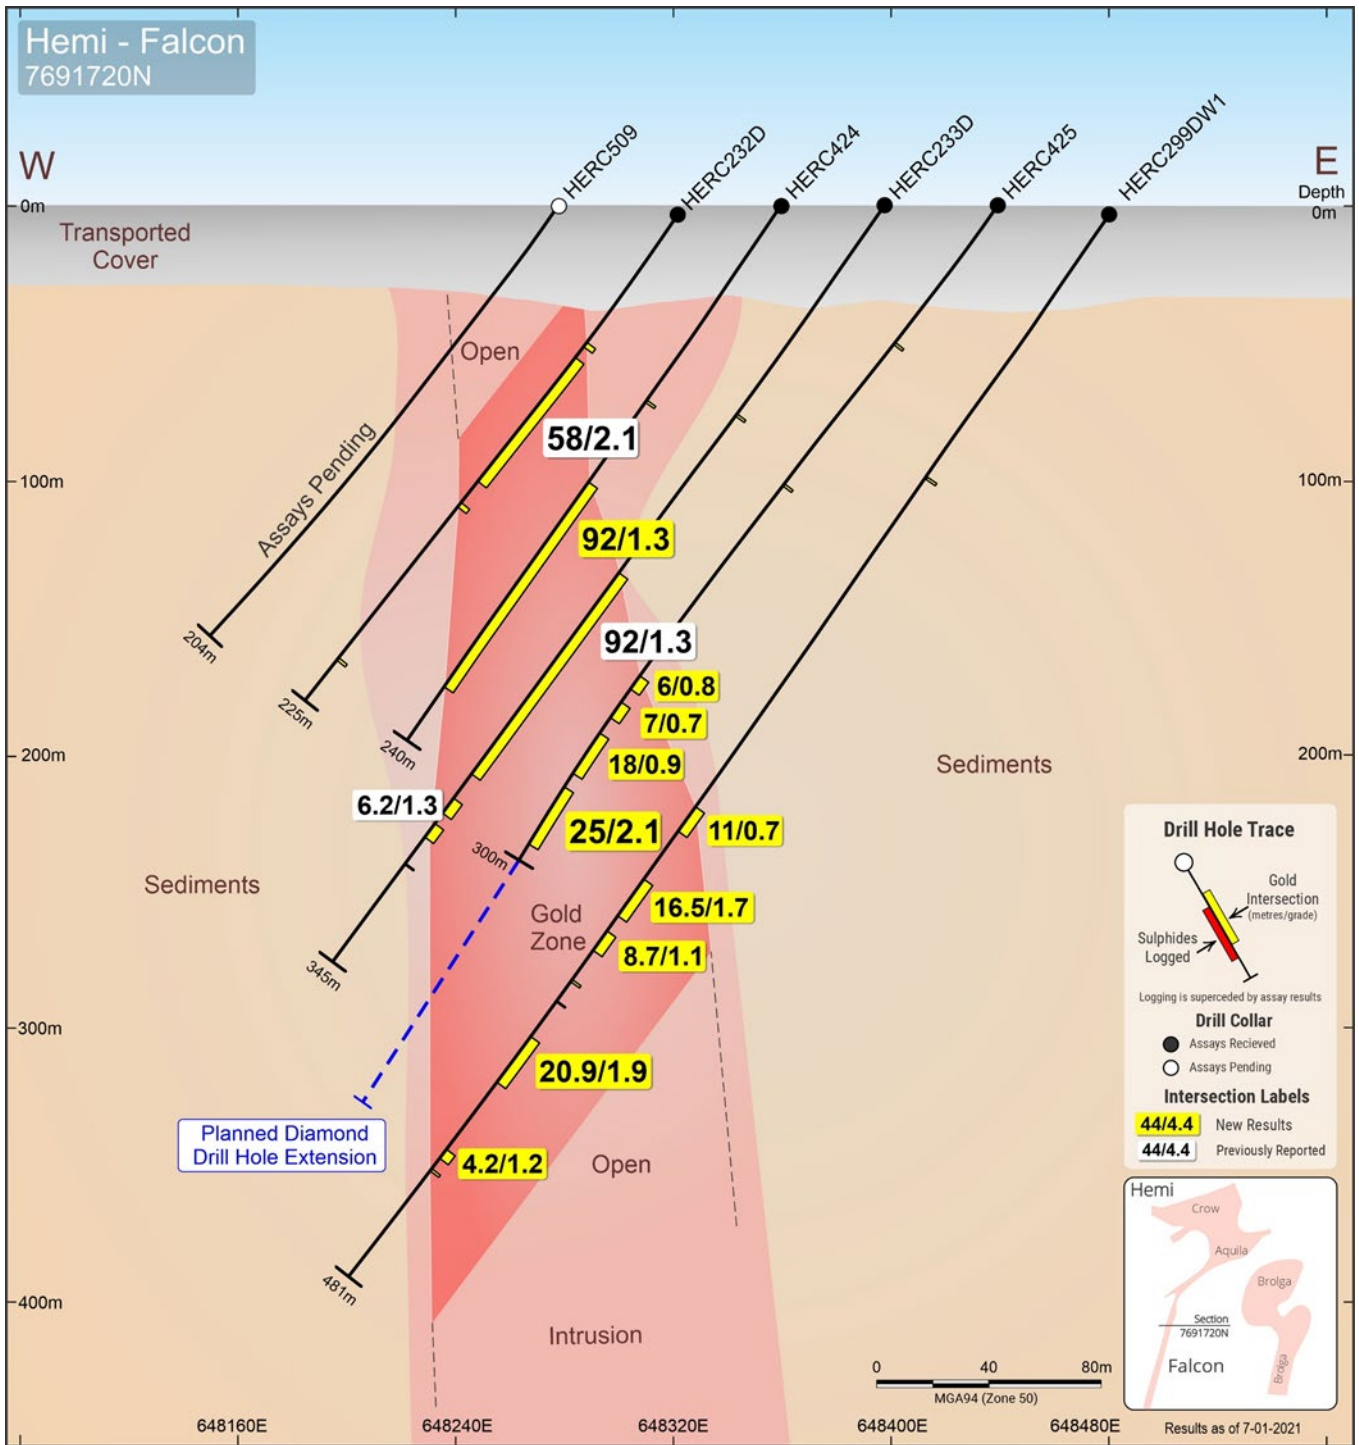 Hemi - Falcon
7691720N
W
E
HERC509
HERC232D
HERC424
HERC233D
HERC425
HERC299DW1
Depth
0m
0m
Transported
Cover
Open
Assays Pending
58/2.1
100m
100m
92/1.3
92/1.3
204m
225m
240m
6/0.8
7/0.7
18/0.9
200m
200m
Sediments
6.2/1.3
25/2.1
11/0.7
300m
Sediments
Gold
Zone
16.5/1.7
8.7/1.1
345m
300m
20.9/1.9
Planned Diamond
Drill Hole Extension
4.2/1.2
Open
481m
400m
Intrusion
Drill Hole Trace
Gold
Intersection
(metres/grade)
Sulphides
Logged
Logging is superceded by assay results
Drill Collar
Assays Recieved
Assays Pending
Intersection Labels
44/4.4 New Results
44/4.4 Previously Reported
Hemi
Crow
Aquila
Brolga
Section
7691720N
Falcon
Brolga
0 40 80m
MGA94 (Zone 50)
648160E 648240E 648320E 648400E 648480E
Results as of 7-01-2021